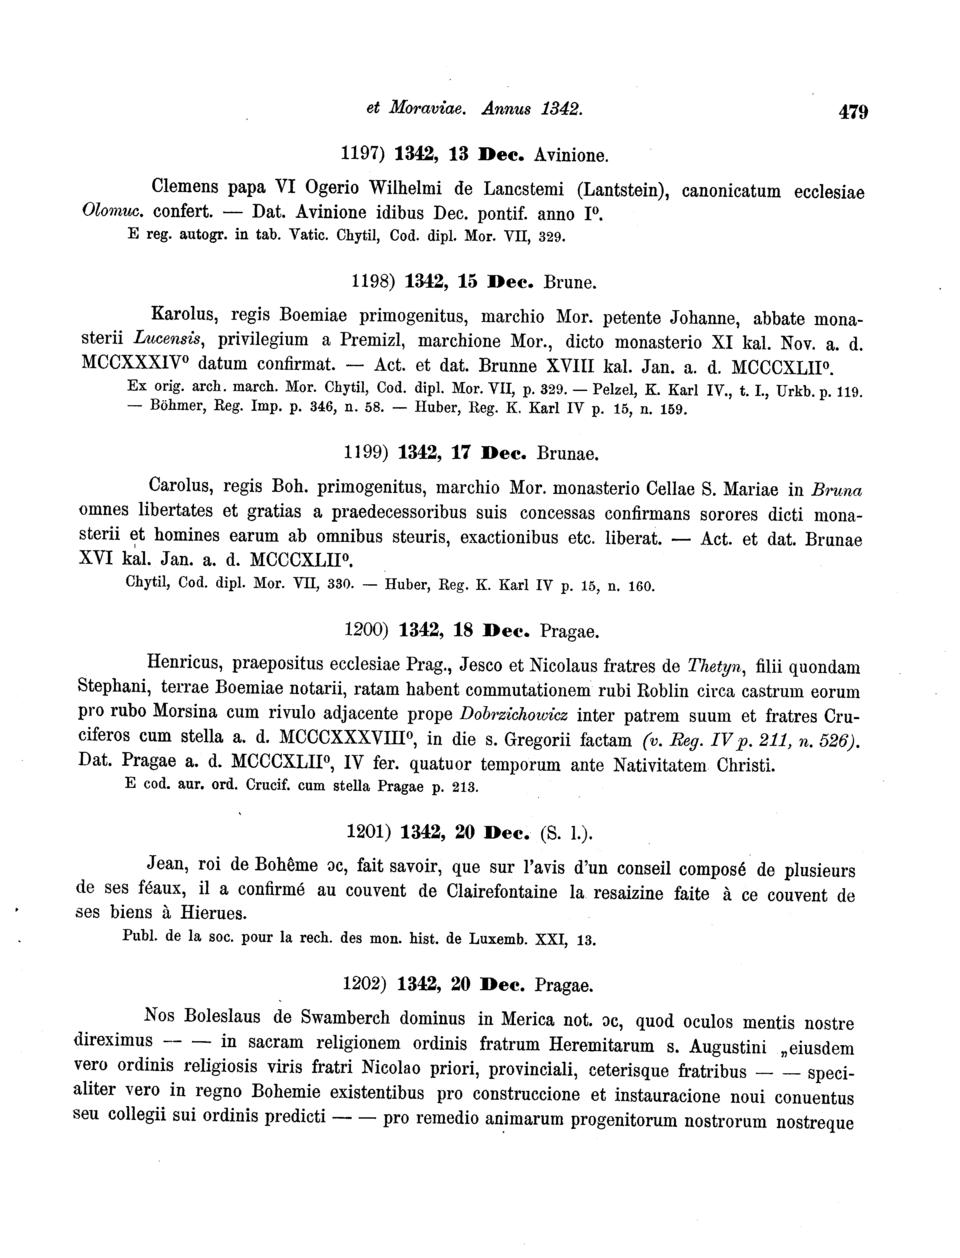 et Moraviae. Annus 1342.
479
1197) 1342, 13 Dec. Avinione.
Clemens papa VI Ogerio Wilhelmi de Lancstemi (Lantstein), canonicatum ecclesiae
Olomuc. confert. — Dat. Avinione idibus Dec. pontif. anno I⁰.
E reg. autogr. in tab. Vatic. Chytil, Cod. dipl. Mor. VII, 329.
1198) 1342, 15 Dec. Brune.
Karolus, regis Boemiae primogenitus, marchio Mor. petente Johanne, abbate mona-
sterii Lucensis, privilegium a Premizl, marchione Mor., dicto monasterio XI kal. Nov. a. d.
MCCXXXIV⁰ datum confirmat. — Act. et dat. Brunne XVIII kal. Jan. a. d. MCCCXLII⁰.
Ex orig. arch. march. Mor. Chytil, Cod. dipl. Mor. VII, p. 329. — Pelzel, K. Karl IV., t. I., Urkb. p. 119.
— Böhmer, Reg. Imp. p. 346, n. 58. — Huber, Reg. K. Karl IV p. 15, n. 159.
1199) 1342, 17 Dec. Brunae.
Carolus, regis Boh. primogenitus, marchio Mor. monasterio Cellae S. Mariae in Bruna
omnes libertates et gratias a praedecessoribus suis concessas confirmans sorores dicti mona-
sterii et homines earum ab omnibus steuris, exactionibus etc. liberat. — Act. et dat. Brunae
XVI kal. Jan. a. d. MCCCXLII⁰.
Chytil, Cod. dipl. Mor. VII, 330. — Huber, Reg. K. Karl IV p. 15, n. 160.
1200) 1342, 18 Dec. Pragae.
Henricus, praepositus ecclesiae Prag., Jesco et Nicolaus fratres de Thetyn, filii quondam
Stephani, terrae Boemiae notarii, ratam habent commutationem rubi Roblin circa castrum eorum
pro rubo Morsina cum rivulo adjacente prope Dobrzichowicz inter patrem suum et fratres Cru-
ciferos cum stella a. d. MCCCXXXVIII⁰, in die s. Gregorii factam (v. Reg. IV p. 211, n. 526).
Dat. Pragae a. d. MCCCXLII⁰, IV fer. quatuor temporum ante Nativitatem Christi.
E cod. aur. ord. Crucif. cum stella Pragae p. 213.
1201) 1342, 20 Dec. (S. l.).
Jean, roi de Bohême ɔc, fait savoir, que sur l'avis d'un conseil composé de plusieurs
de ses féaux, il a confirmé au couvent de Clairefontaine la resaizine faite à ce couvent de
ses biens à Hierues.
Publ. de la soc. pour la rech. des mon. hist. de Luxemb. XXI, 13.
1202) 1342, 20 Dec. Pragae.
Nos Boleslaus de Swamberch dominus in Merica not. ɔc, quod oculos mentis nostre
direximus — — in sacram religionem ordinis fratrum Heremitarum s. Augustini „eiusdem
vero ordinis religiosis viris fratri Nicolao priori, provinciali, ceterisque fratribus — — speci-
aliter vero in regno Bohemie existentibus pro construccione et instauracione noui conuentus
seu collegii sui ordinis predicti — — pro remedio animarum progenitorum nostrorum nostreque